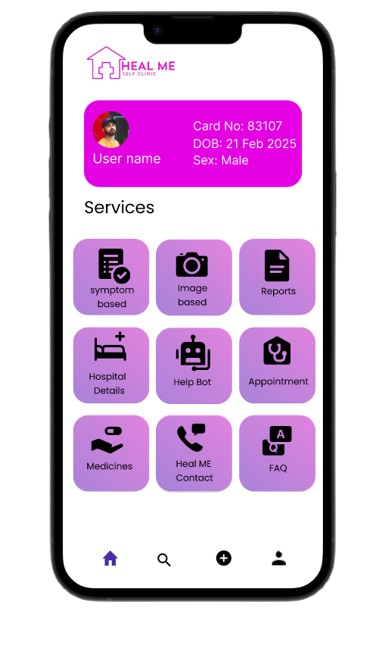 HEAL ME
SELF CLINIC
Card No: 83107
DOB: 21 Feb 2025
User name
Sex: Male
Services
symptom
based
Image
based
Reports
Hospital
Details
Help Bot
Appointment
Medicines
Heal ME
Contact
A
Q
FAQ